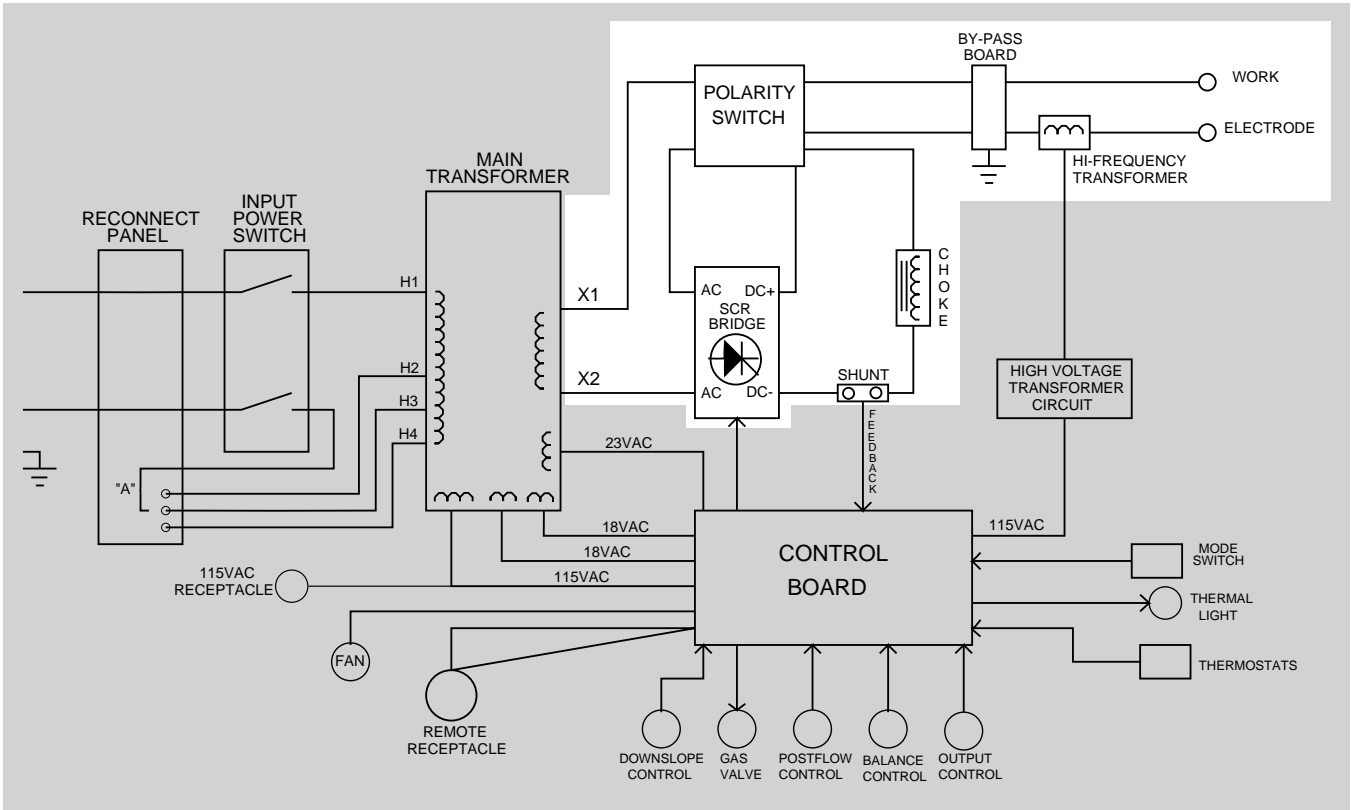 BY-PASS
BOARD
POLARITY
SWITCH
WORK
ELECTRODE
HI-FREQUENCY
TRANSFORMER
MAIN
TRANSFORMER
INPUT
POWER
SWITCH
RECONNECT
PANEL
H1
H2
H3
H4
"A"
X1
X2
AC
DC+
SCR
BRIDGE
AC
DC-
CHOKE
SHUNT
FEEDBACK
HIGH VOLTAGE
TRANSFORMER
CIRCUIT
23VAC
18VAC
18VAC
115VAC
115VAC
RECEPTACLE
CONTROL
BOARD
115VAC
MODE
SWITCH
THERMAL
LIGHT
THERMOSTATS
FAN
REMOTE
RECEPTACLE
DOWNSLOPE
CONTROL
GAS
VALVE
POSTFLOW
CONTROL
BALANCE
CONTROL
OUTPUT
CONTROL